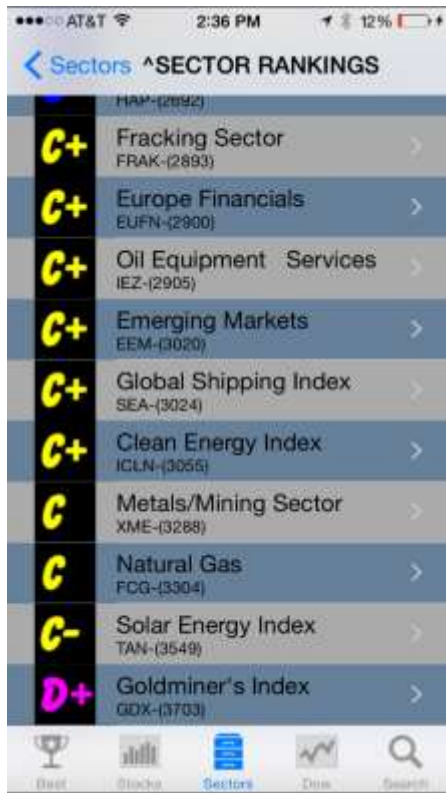 AT&T 2:36 PM 12%
Sectors ^SECTOR RANKINGS
HAP-(2692)
C+ Fracking Sector
FRAK-(2893)
C+ Europe Financials
EUFN-(2900)
C+ Oil Equipment Services
IEZ-(2905)
C+ Emerging Markets
EEM-(3020)
C+ Global Shipping Index
SEA-(3024)
C+ Clean Energy Index
ICLN-(3055)
C Metals/Mining Sector
XME-(3288)
C Natural Gas
FCG-(3304)
C- Solar Energy Index
TAN-(3549)
D+ Goldminer's Index
GDX-(3703)
Best Stocks Sectors Dow Search